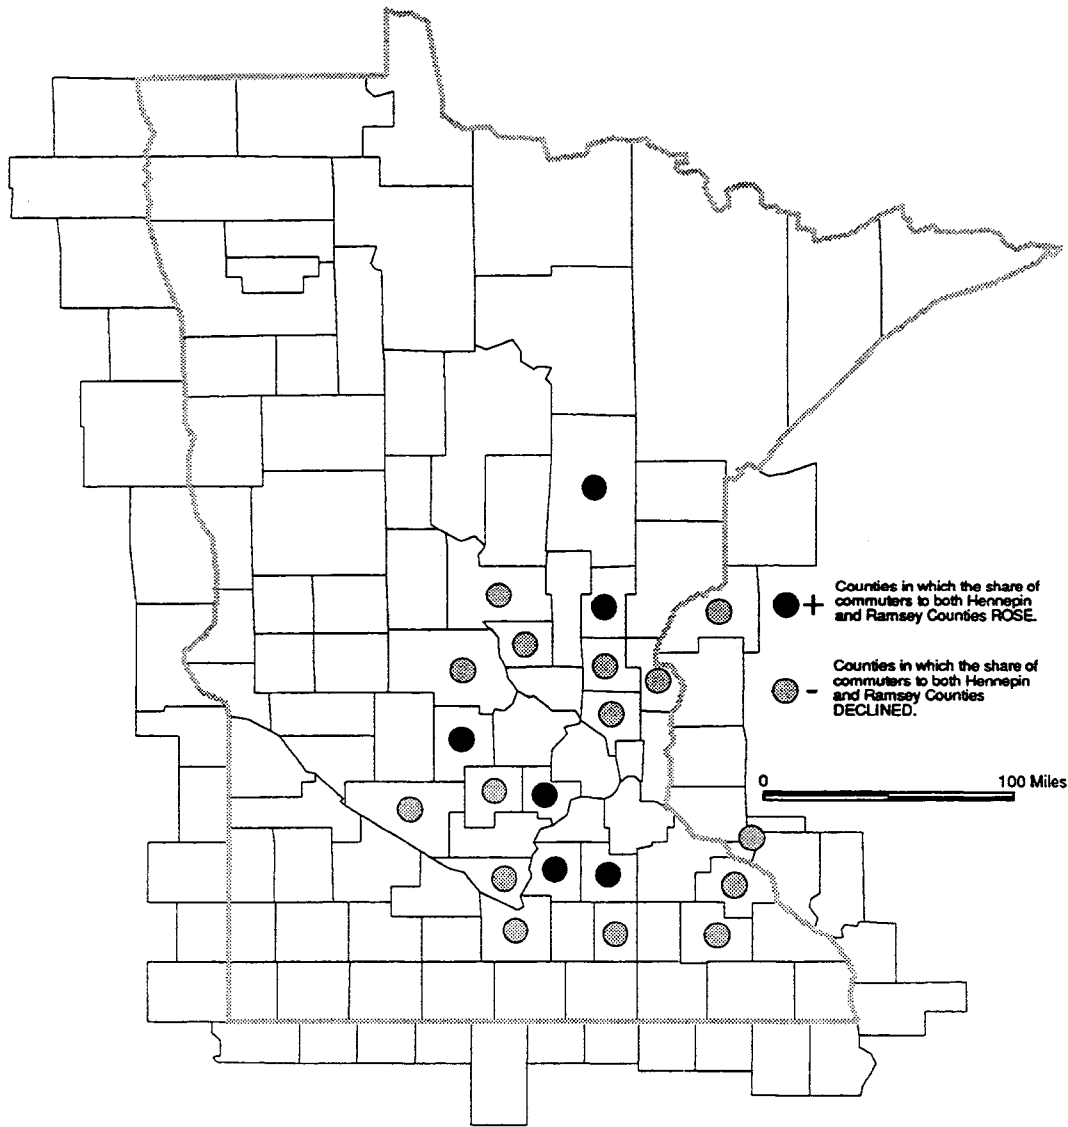 + Counties in which the share of
commuters to both Hennepin
and Ramsey Counties ROSE.
- Counties in which the share of
commuters to both Hennepin
and Ramsey Counties
DECLINED.
0 100 Miles